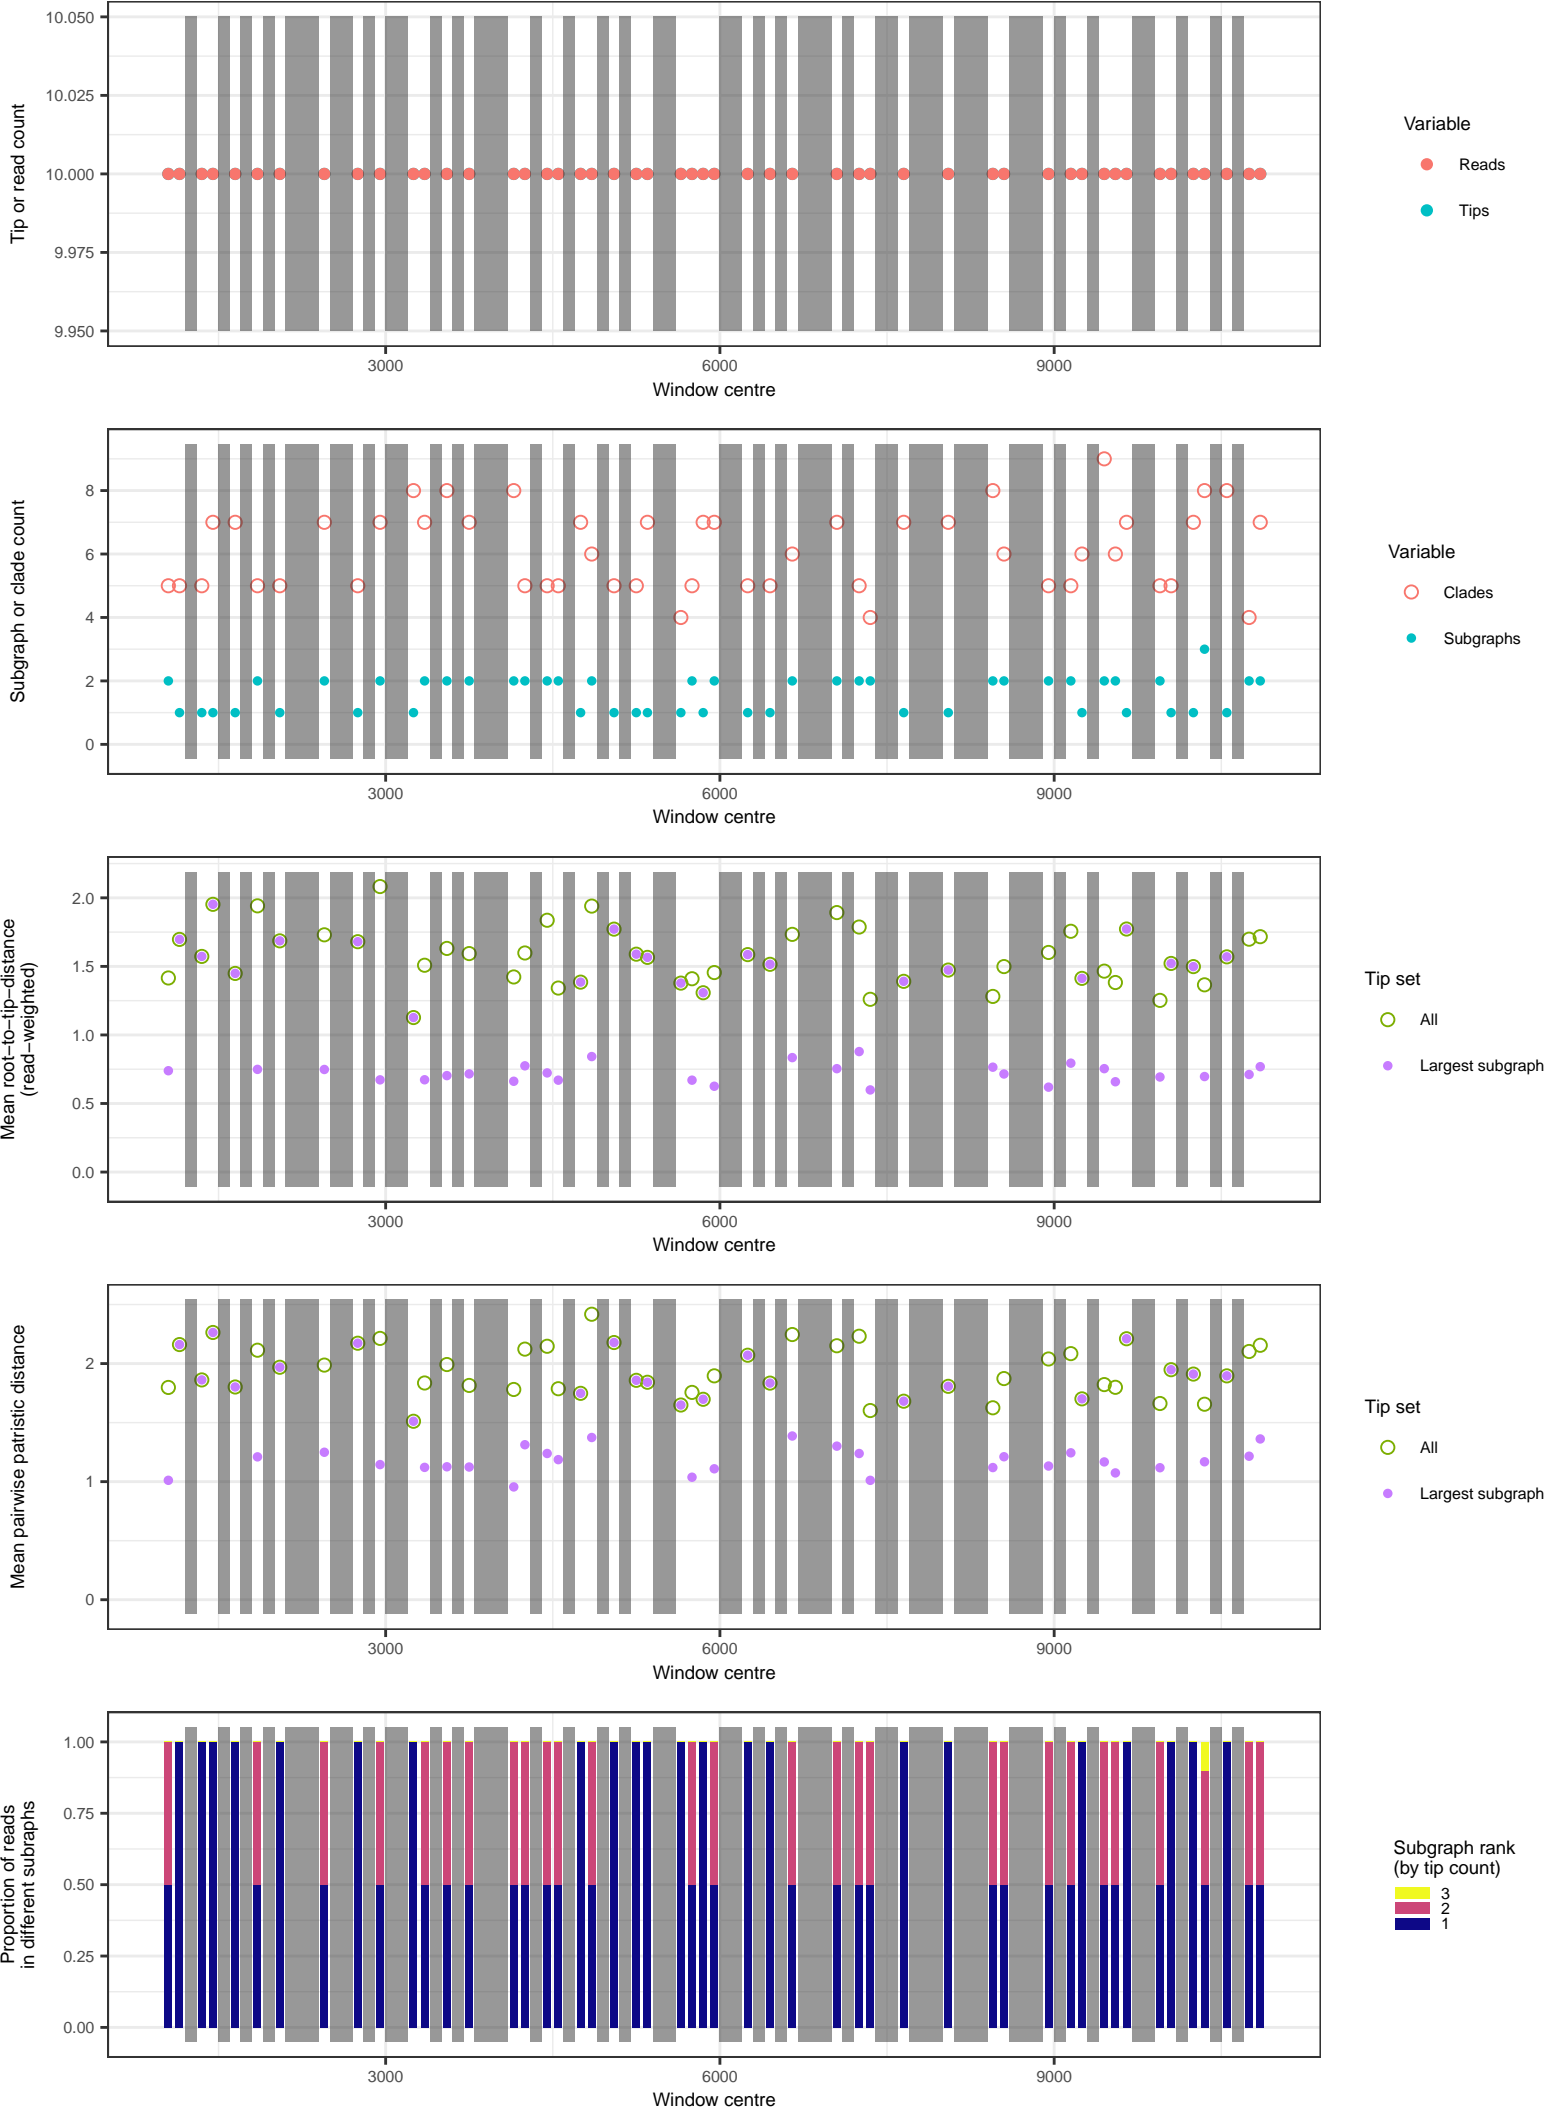 10.050
10.025
10.000
9.975
9.950
Tip or read count
3000
6000
9000
Window centre
Variable
Reads
Tips
8
6
4
2
0
Subgraph or clade count
3000
6000
9000
Window centre
Variable
Clades
Subgraphs
2.0
1.5
1.0
0.5
0.0
Mean root−to−tip−distance
(read−weighted)
3000
6000
9000
Window centre
Tip set
All
Largest subgraph
2
1
0
Mean pairwise patristic distance
3000
6000
9000
Window centre
Tip set
All
Largest subgraph
1.00
0.75
0.50
0.25
0.00
Proportion of reads
in different subraphs
3000
6000
9000
Window centre
Subgraph rank
(by tip count)
3
2
1